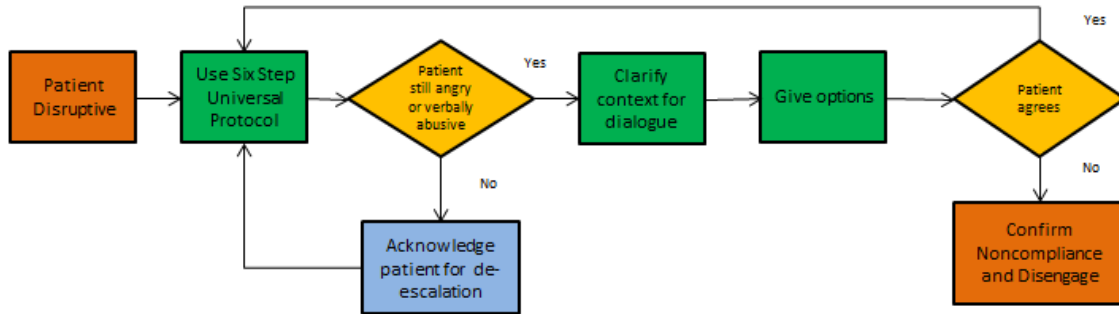 Patient
Disruptive
Use Six Step
Universal
Protocol
Patient
still angry
or verbally
abusive
Yes
No
Acknowledge
patient for de-
escalation
Clarify
context for
dialogue
Give options
Patient
agrees
Yes
No
Confirm
Noncompliance
and Disengage